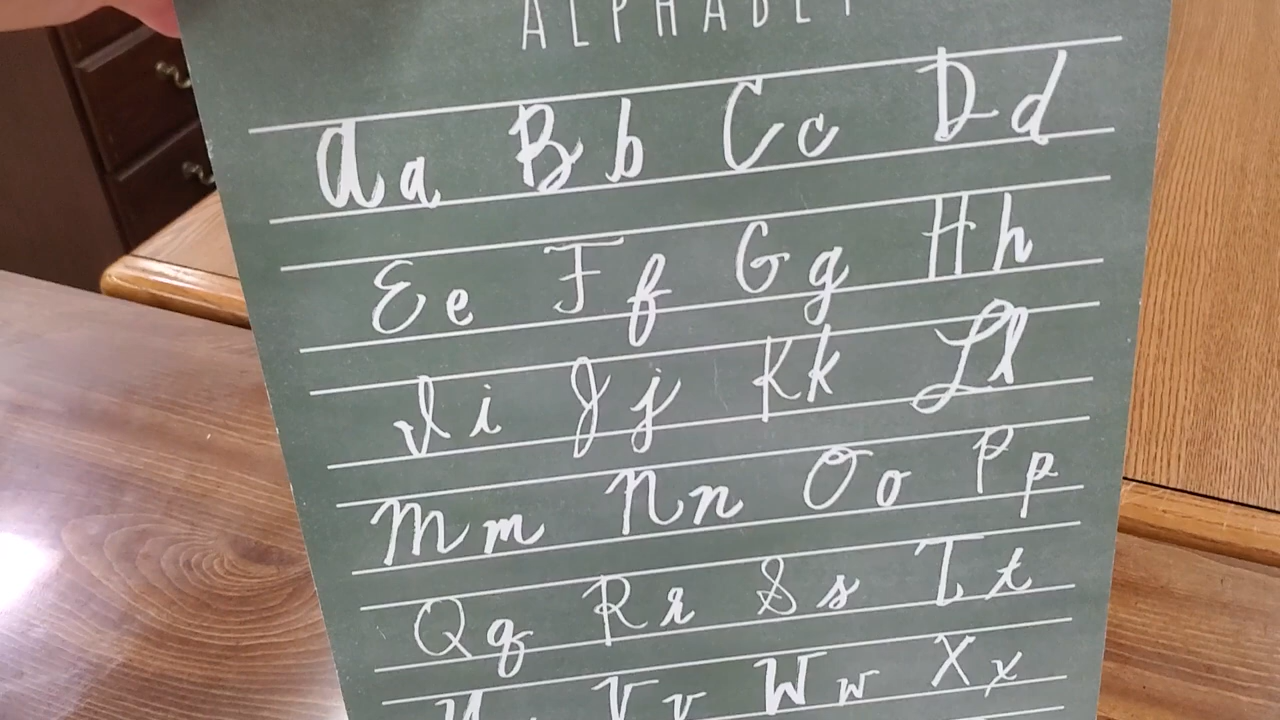 ALPHABET
Aa Bb Cc Dd
Ee Ff Gg Hh
Ii Jj Kk Ll
Mm Nn Oo Pp
Qq Rr Ss Tt
Vv Ww Xx